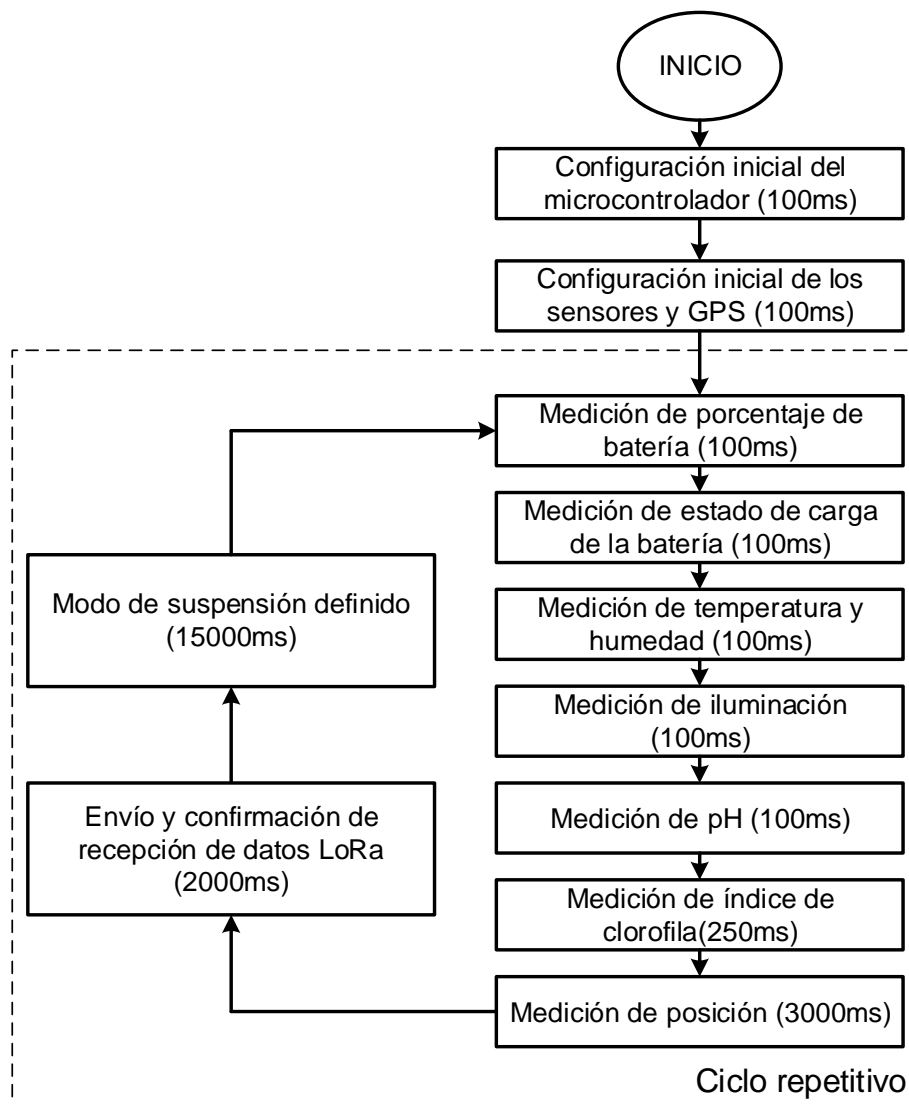 INICIO
Configuración inicial del
microcontrolador (100ms)
Configuración inicial de los
sensores y GPS (100ms)
Medición de porcentaje de
batería (100ms)
Medición de estado de carga
de la batería (100ms)
Medición de temperatura y
humedad (100ms)
Medición de iluminación
(100ms)
Medición de pH (100ms)
Medición de índice de
clorofila(250ms)
Medición de posición (3000ms)
Envío y confirmación de
recepción de datos LoRa
(2000ms)
Modo de suspensión definido
(15000ms)
Ciclo repetitivo